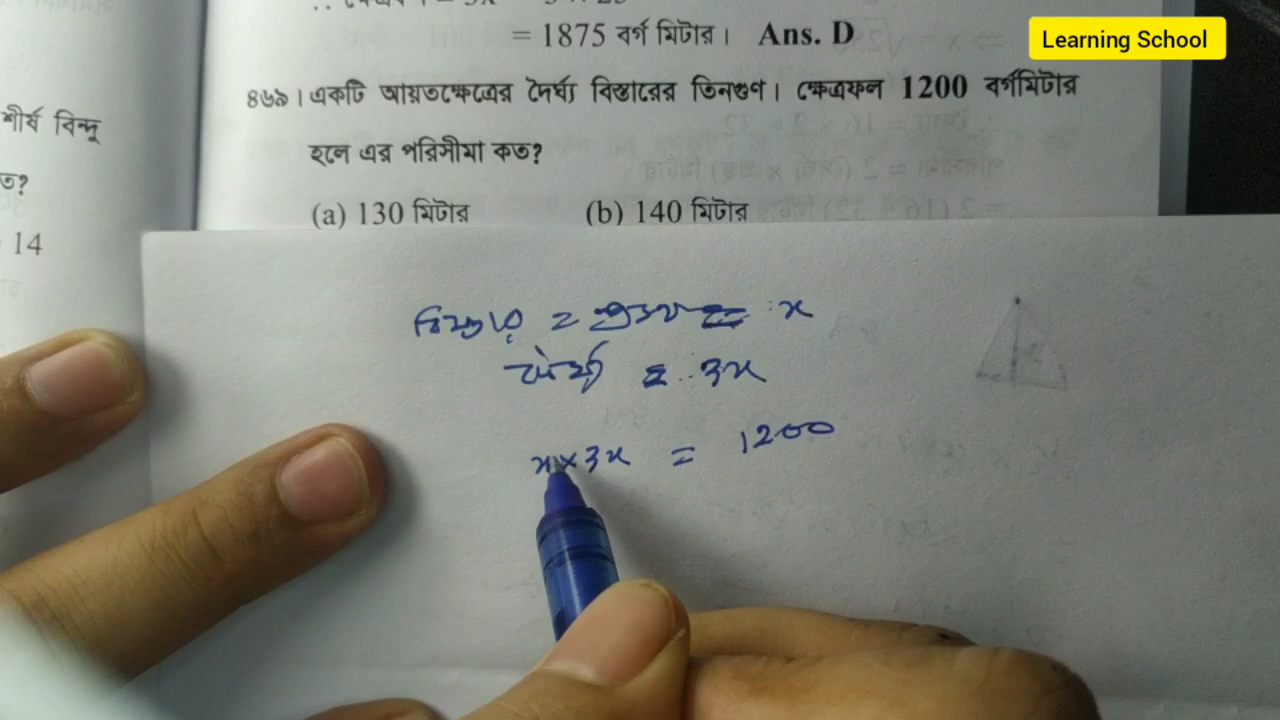 = 1875 বর্গ মিটার। Ans. D
Learning School
৪৬৯। একটি আয়তক্ষেত্রের দৈর্ঘ্য বিস্তারের তিনগুণ। ক্ষেত্রফল 1200 বর্গমিটার
হলে এর পরিসীমা কত?
(a) 130 মিটার (b) 140 মিটার
শীর্ষ বিন্দু
ত?
14
= = x
দৈর্ঘ্য = 3x
x × 3x = 1200